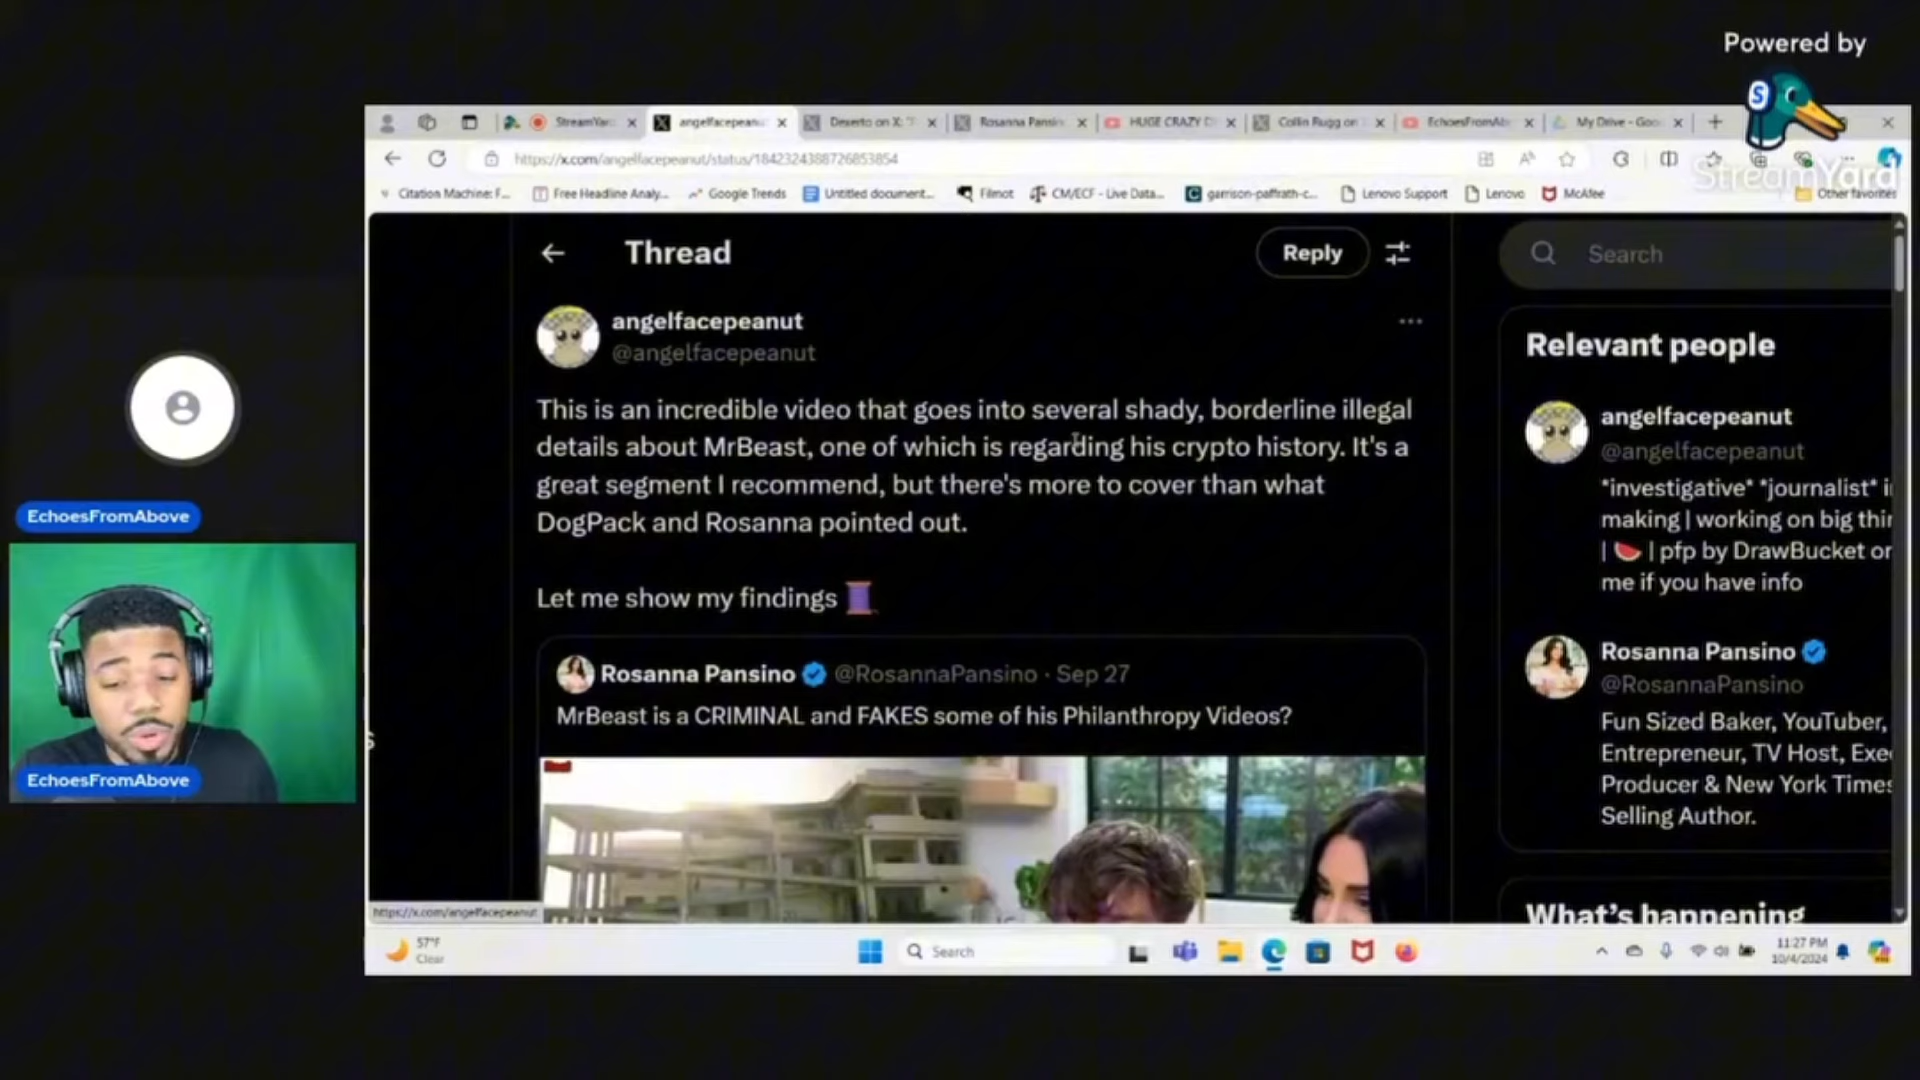 Powered by
StreamYard
StreamYar
angelfacepeanu
Dexerto on X: "F
Rosanna Pansin
HUGE CRAZY D
Collin Rugg on
EchoesFromAb
My Drive - Goo
https://x.com/angelfacepeanut/status/1842324388726853854
Citation Machine: F...
Free Headline Analy...
Google Trends
Untitled document...
Filmot
CM/ECF - Live Data...
garrison-paffrath-c...
Lenovo Support
Lenovo
McAfee
Other favorites
Thread
Reply
Search
angelfacepeanut
@angelfacepeanut
This is an incredible video that goes into several shady, borderline illegal
details about MrBeast, one of which is regarding his crypto history. It's a
great segment I recommend, but there's more to cover than what
DogPack and Rosanna pointed out.
Let me show my findings
Rosanna Pansino @RosannaPansino · Sep 27
MrBeast is a CRIMINAL and FAKES some of his Philanthropy Videos?
Relevant people
angelfacepeanut
@angelfacepeanut
*investigative* *journalist* i
making | working on big thi
| 🍉 | pfp by DrawBucket or
me if you have info
Rosanna Pansino
@RosannaPansino
Fun Sized Baker, YouTuber,
Entrepreneur, TV Host, Exe
Producer & New York Times
Selling Author.
What's happening
EchoesFromAbove
EchoesFromAbove
s
https://x.com/angelfacepeanut
57°F
Clear
Search
11:27 PM
10/4/2024